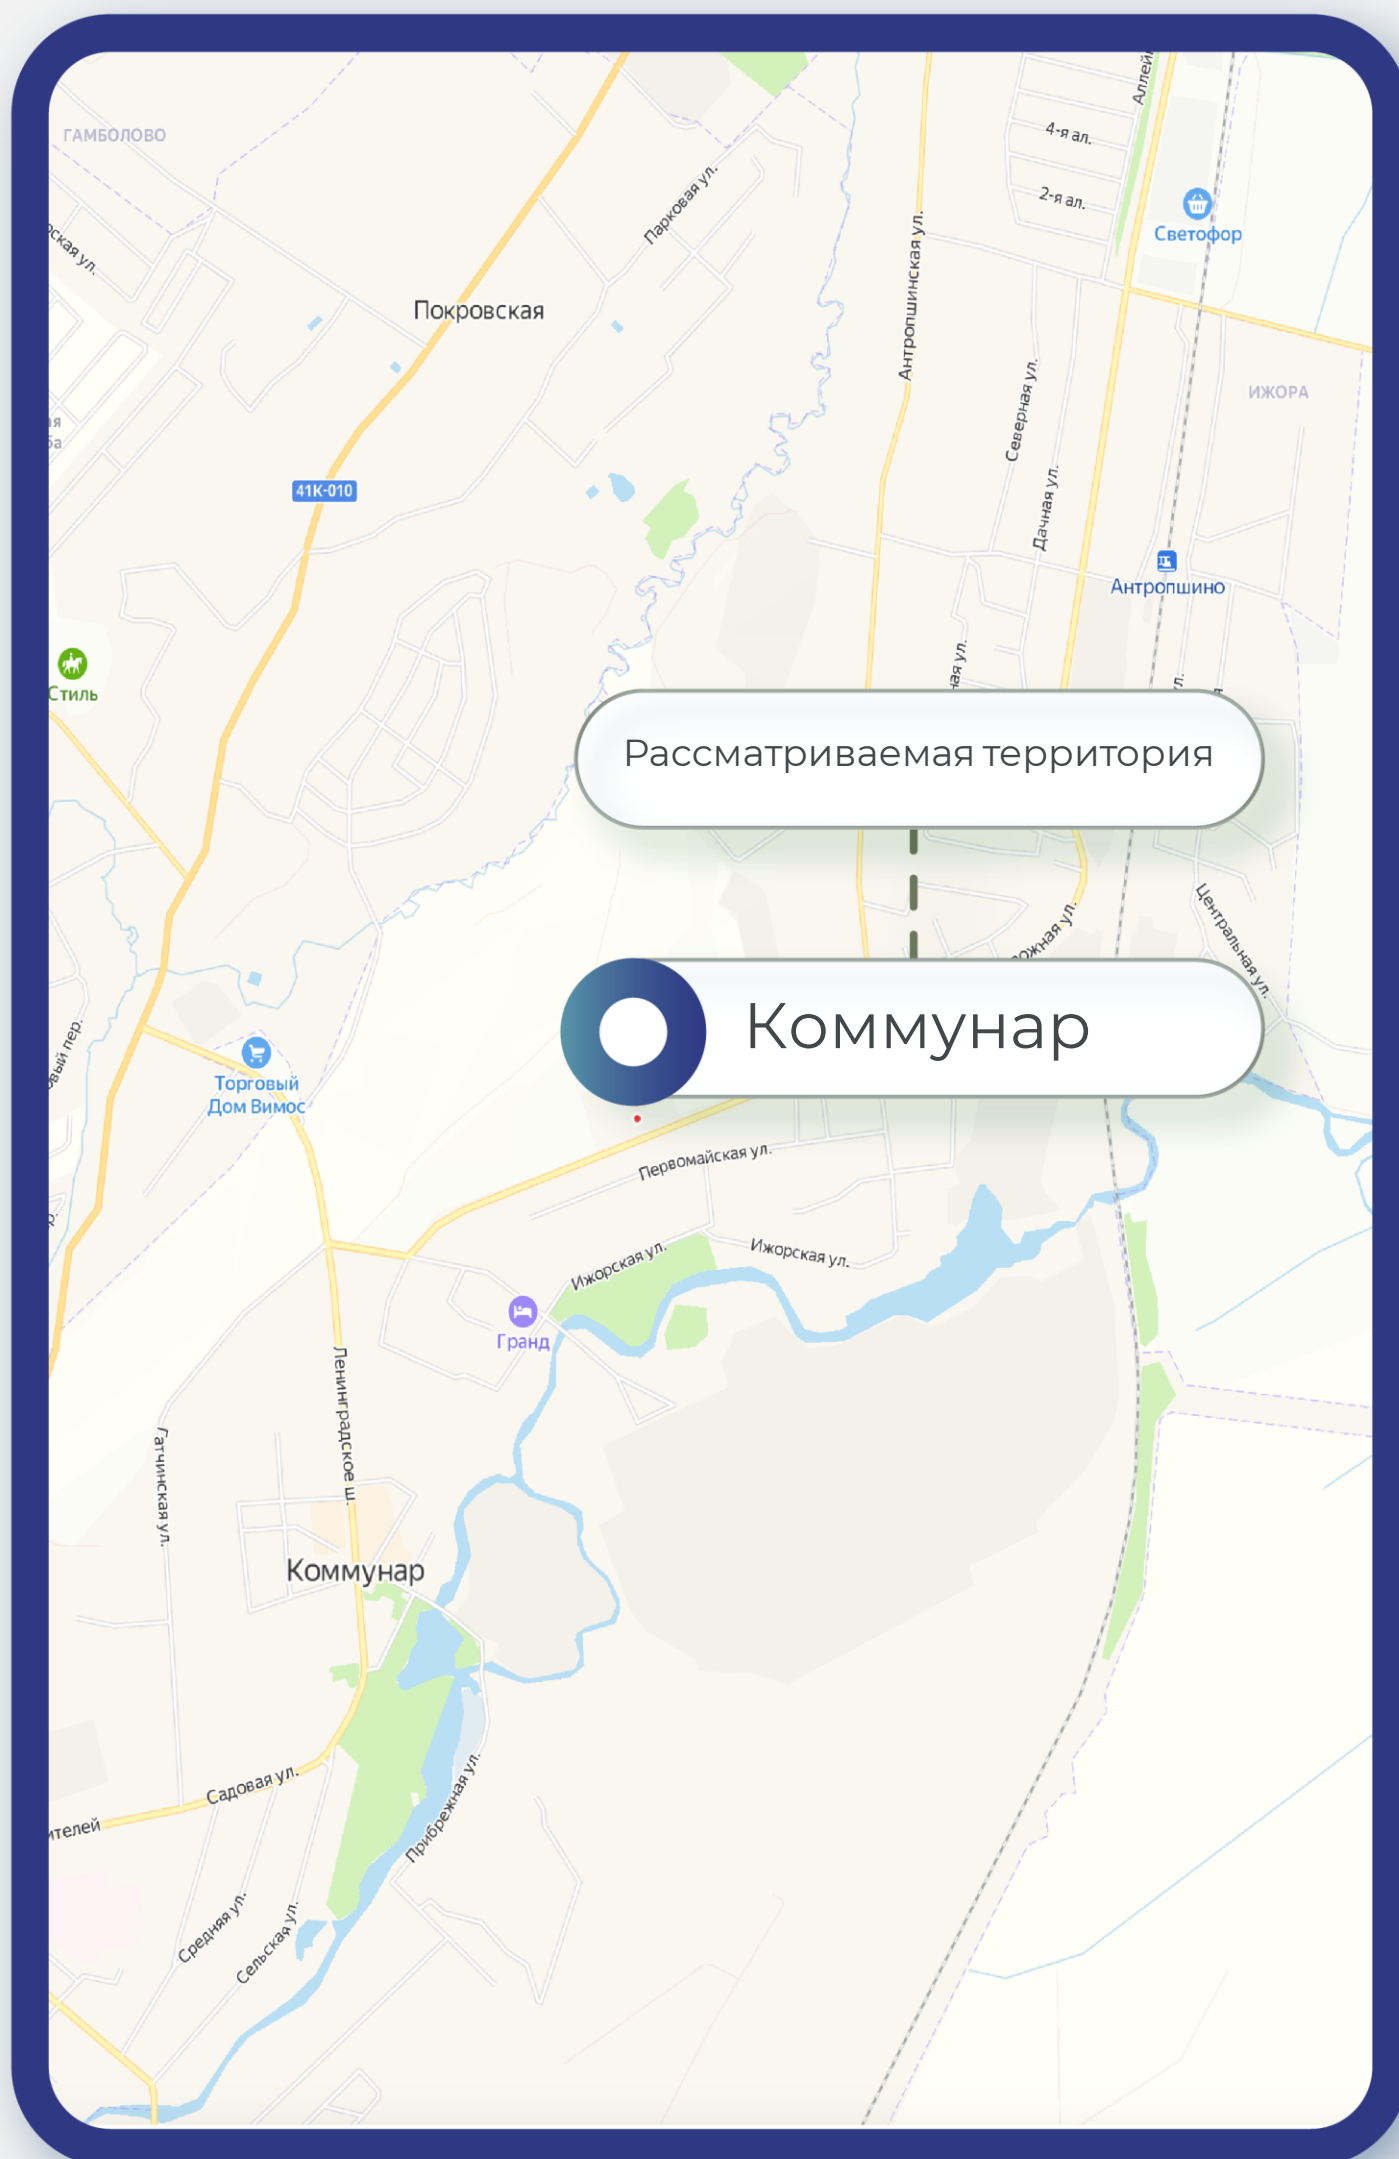 ГАМБОЛОВО
Аллей
4-я ал.
2-я ал.
Светофор
Парковая ул.
Антропшинская ул.
Покровская
ИЖОРА
Северная ул.
41К-010
Дачная ул.
Антропшино
Стиль
Рассматриваемая территория
Центральная ул.
Коммунар
Торговый
Дом Вимос
Первомайская ул.
Ижорская ул.
Ижорская ул.
Гранд
Ленинградское ш.
Гатчинская ул.
Коммунар
Садовая ул.
Прибрежная ул.
ителей
Средняя ул.
Сельская ул.